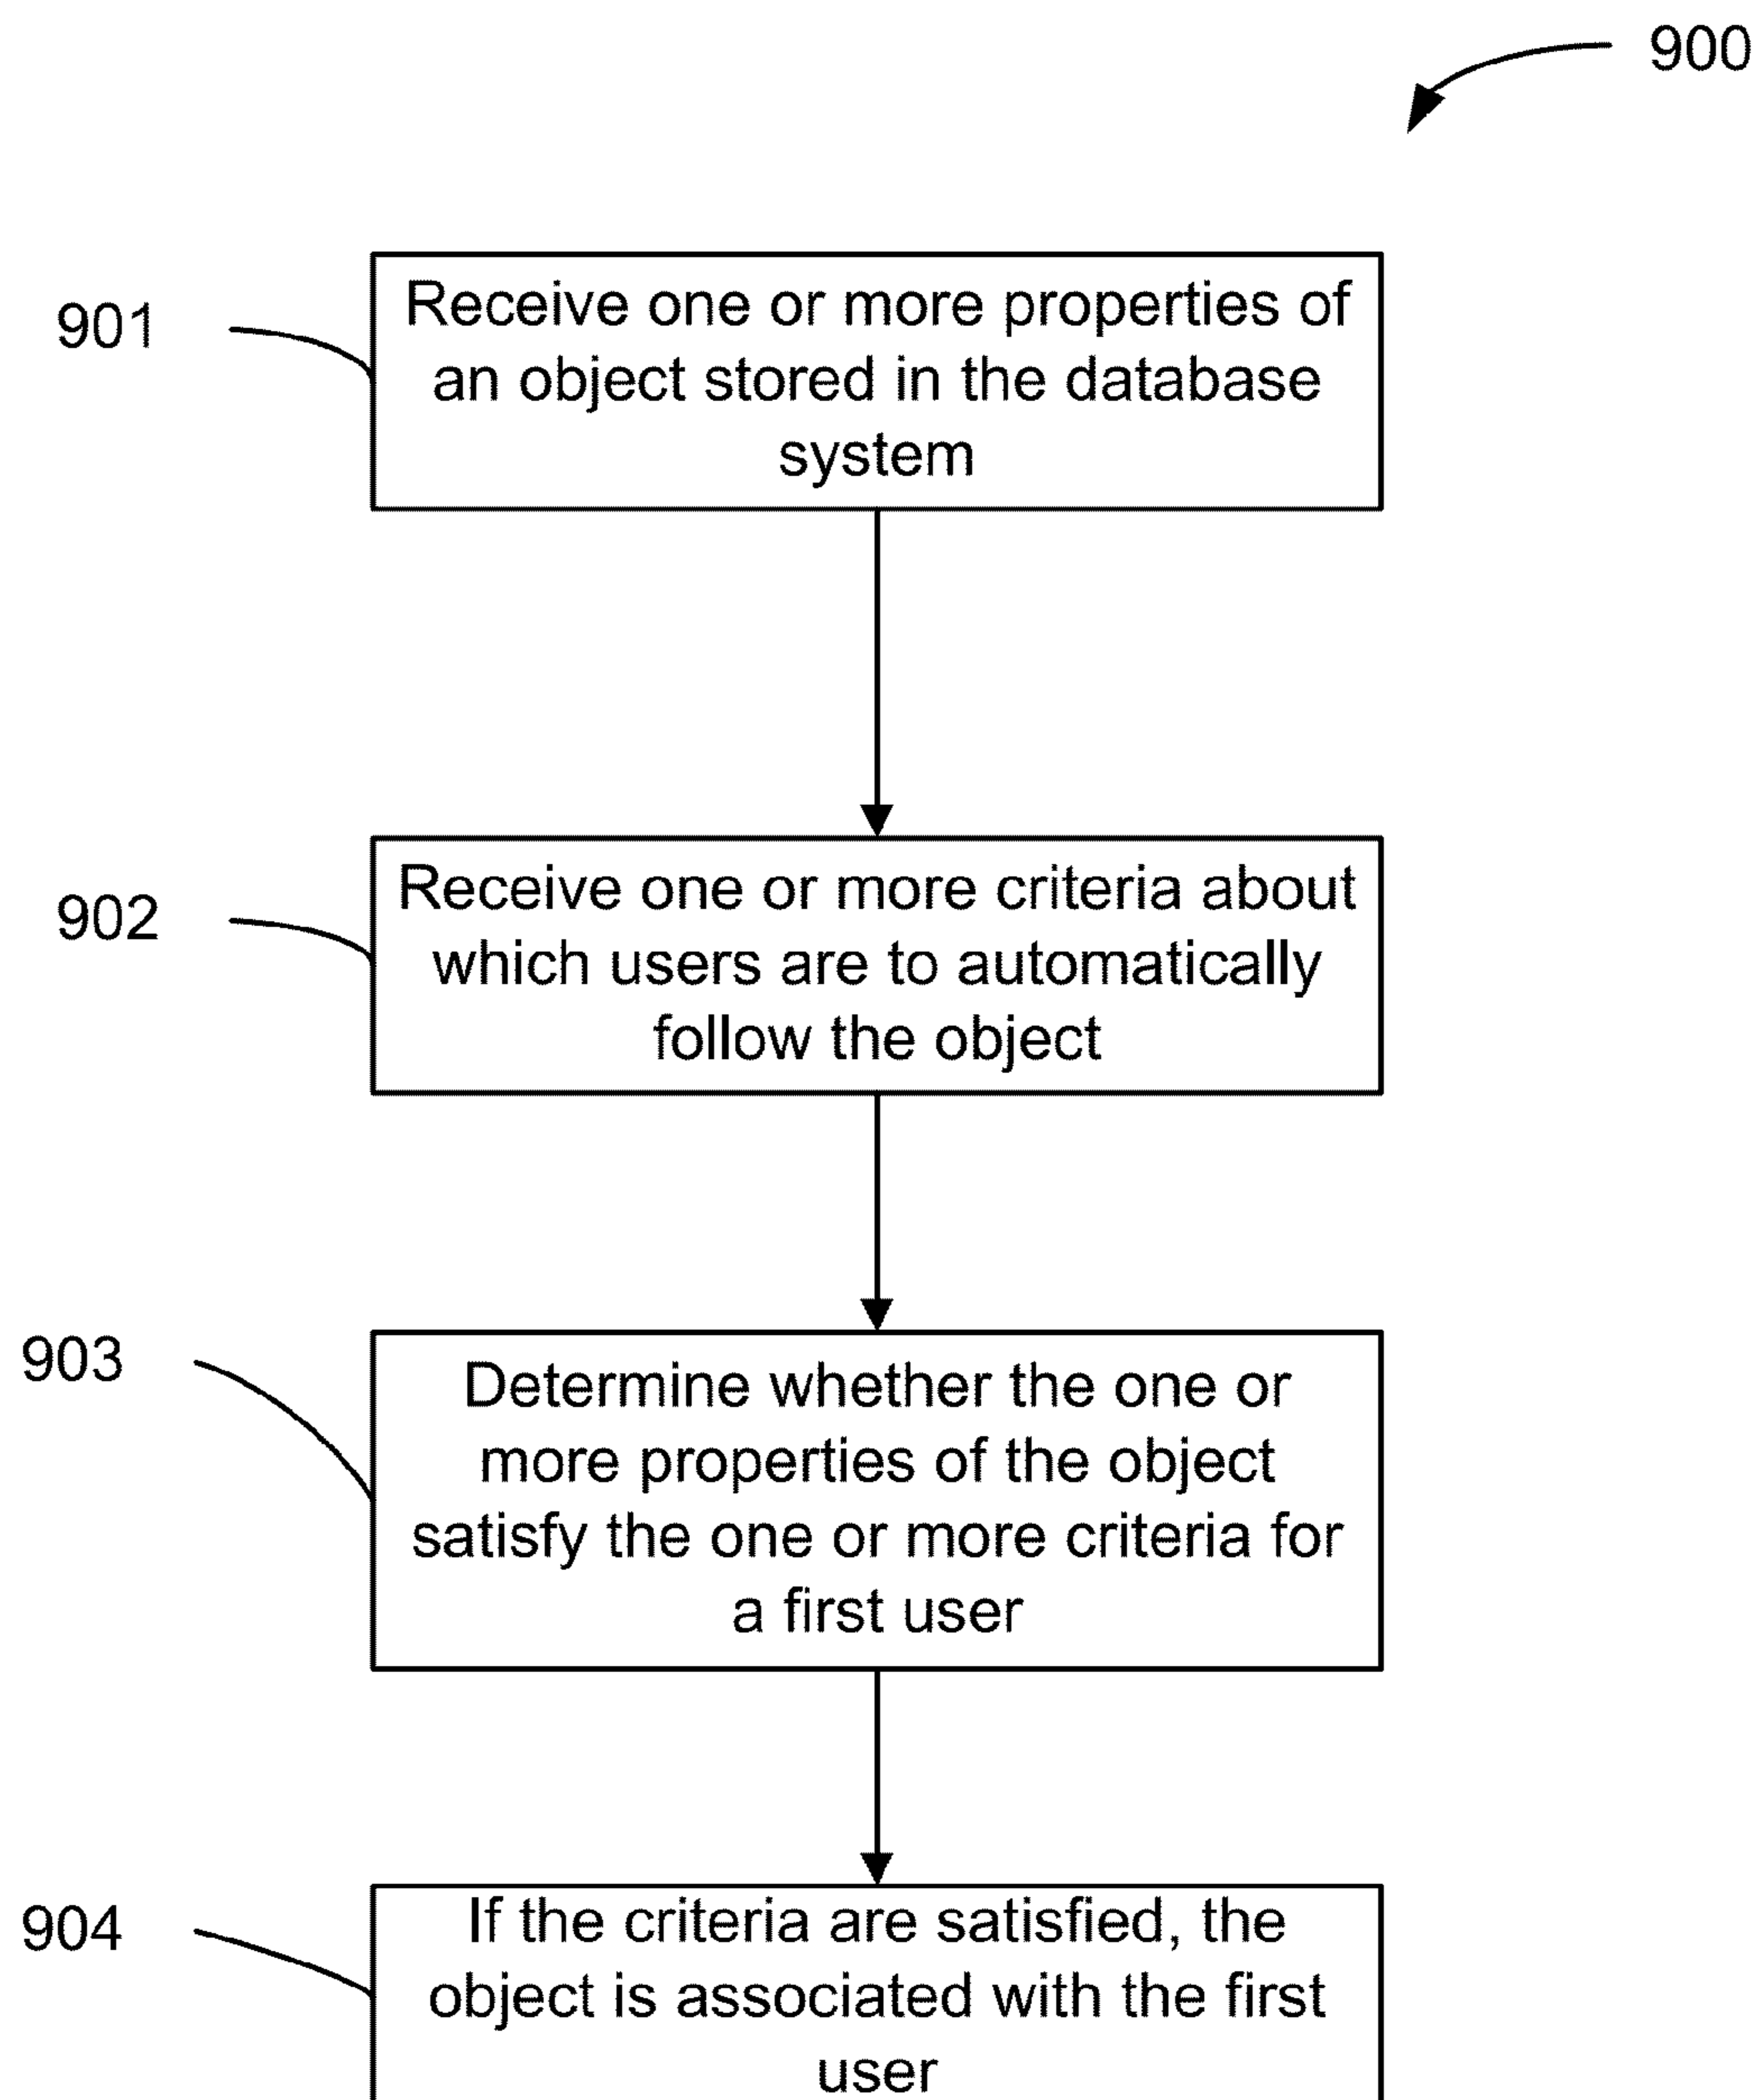 900
901
Receive one or more properties of
an object stored in the database
system
902
Receive one or more criteria about
which users are to automatically
follow the object
903
Determine whether the one or
more properties of the object
satisfy the one or more criteria for
a first user
904
If the criteria are satisfied, the
object is associated with the first
user